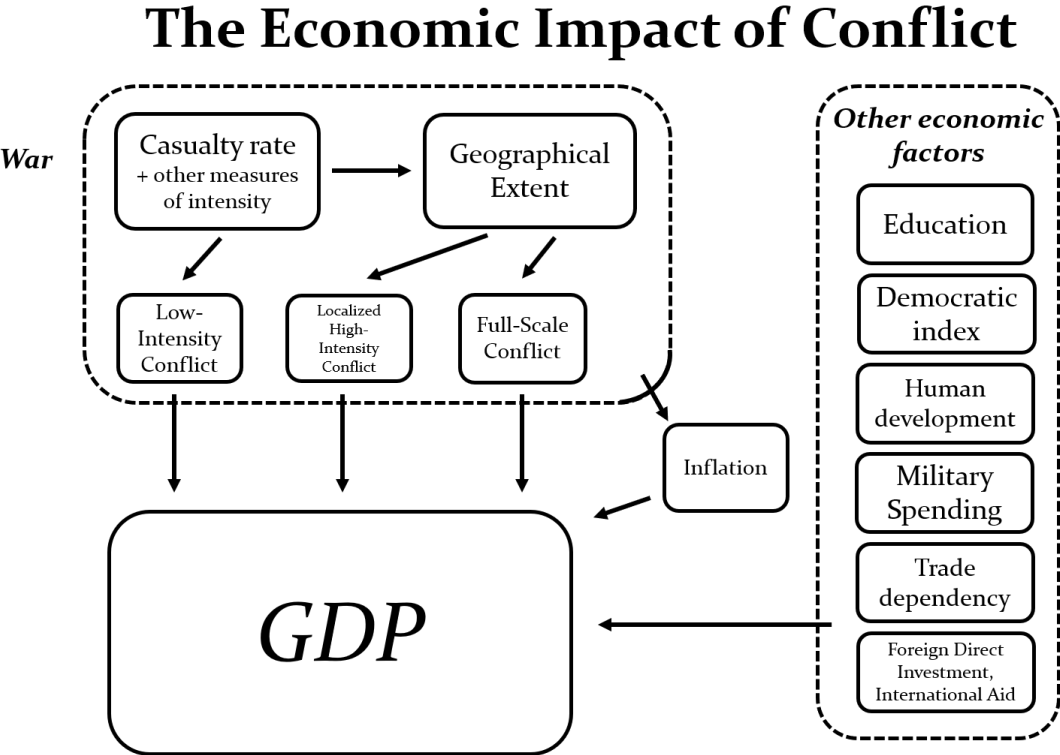 The Economic Impact of Conflict
War
Casualty rate
+ other measures
of intensity
Geographical
Extent
Low-
Intensity
Conflict
Localized
High-
Intensity
Conflict
Full-Scale
Conflict
Inflation
GDP
Other economic
factors
Education
Democratic
index
Human
development
Military
Spending
Trade
dependency
Foreign Direct
Investment,
International Aid